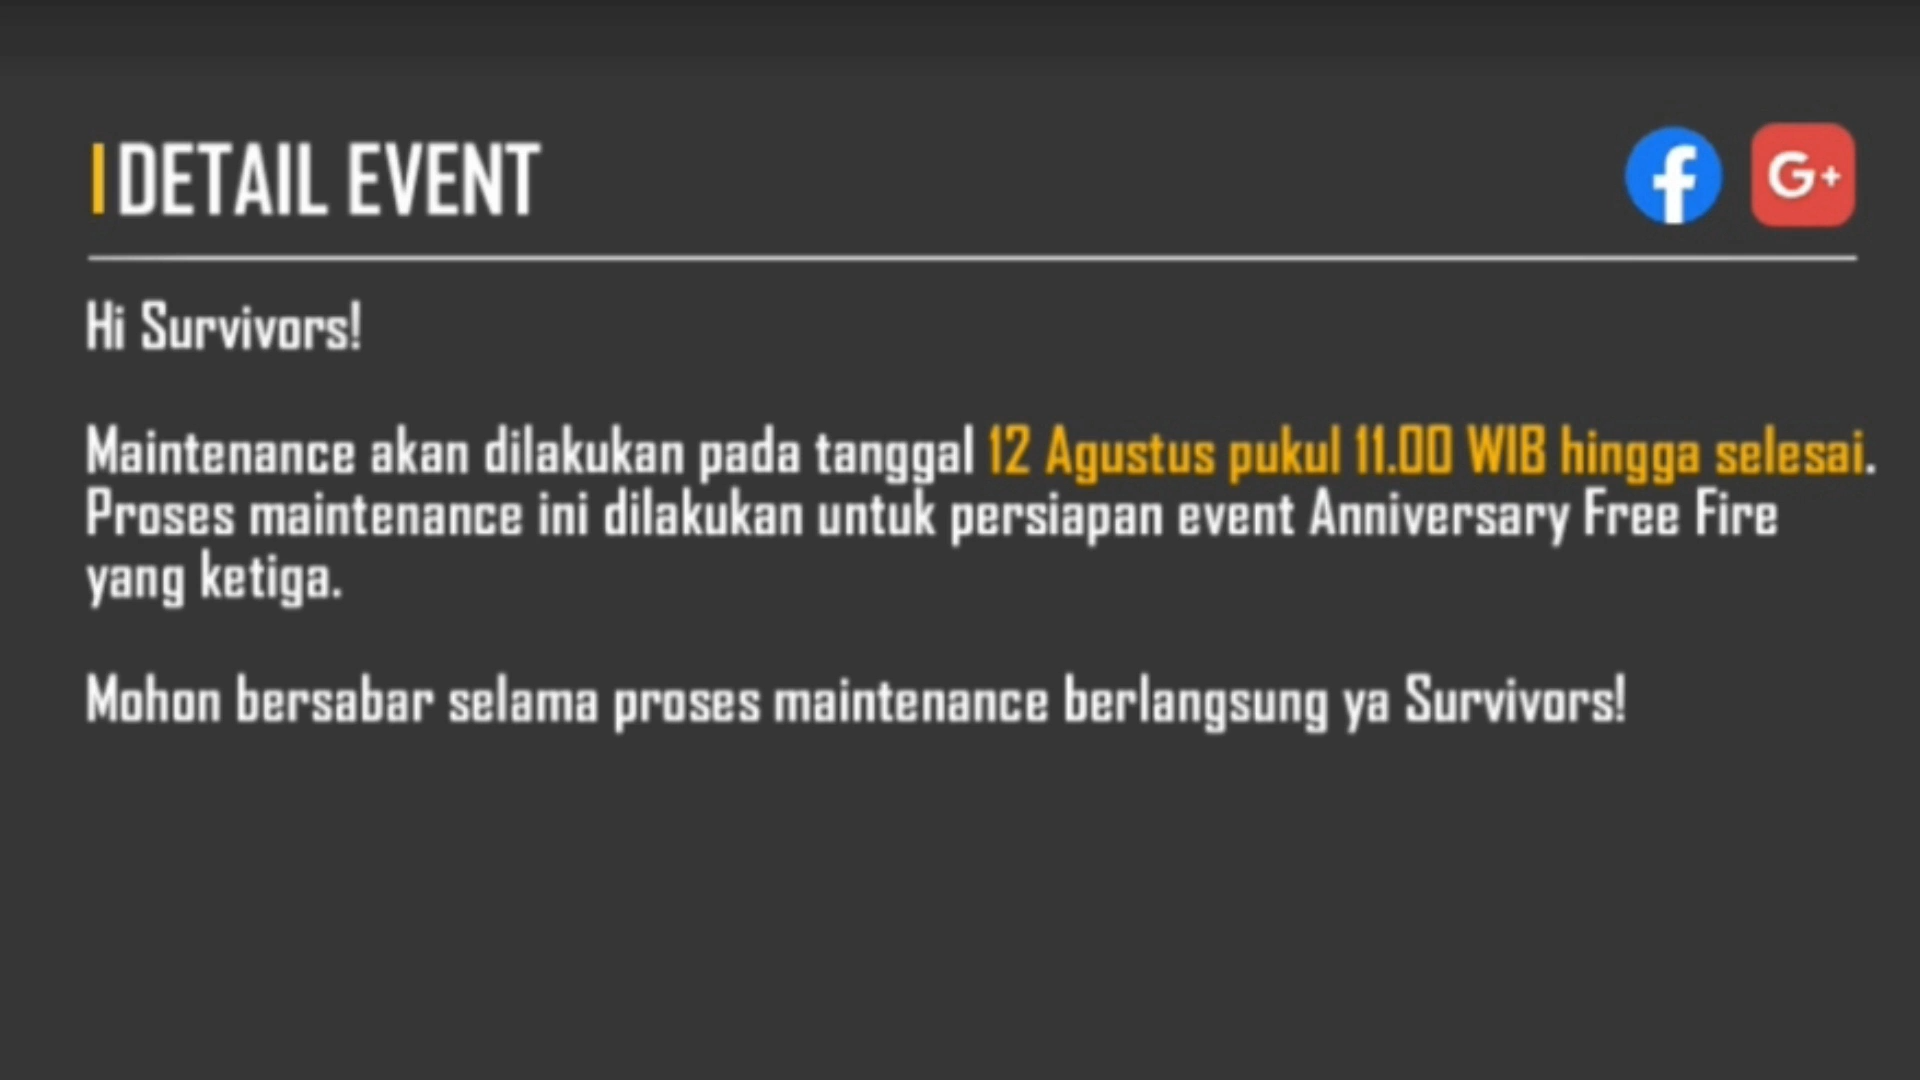 DETAIL EVENT
f G+
Hi Survivors!
Maintenance akan dilakukan pada tanggal 12 Agustus pukul 11.00 WIB hingga selesai.
Proses maintenance ini dilakukan untuk persiapan event Anniversary Free Fire
yang ketiga.
Mohon bersabar selama proses maintenance berlangsung ya Survivors!